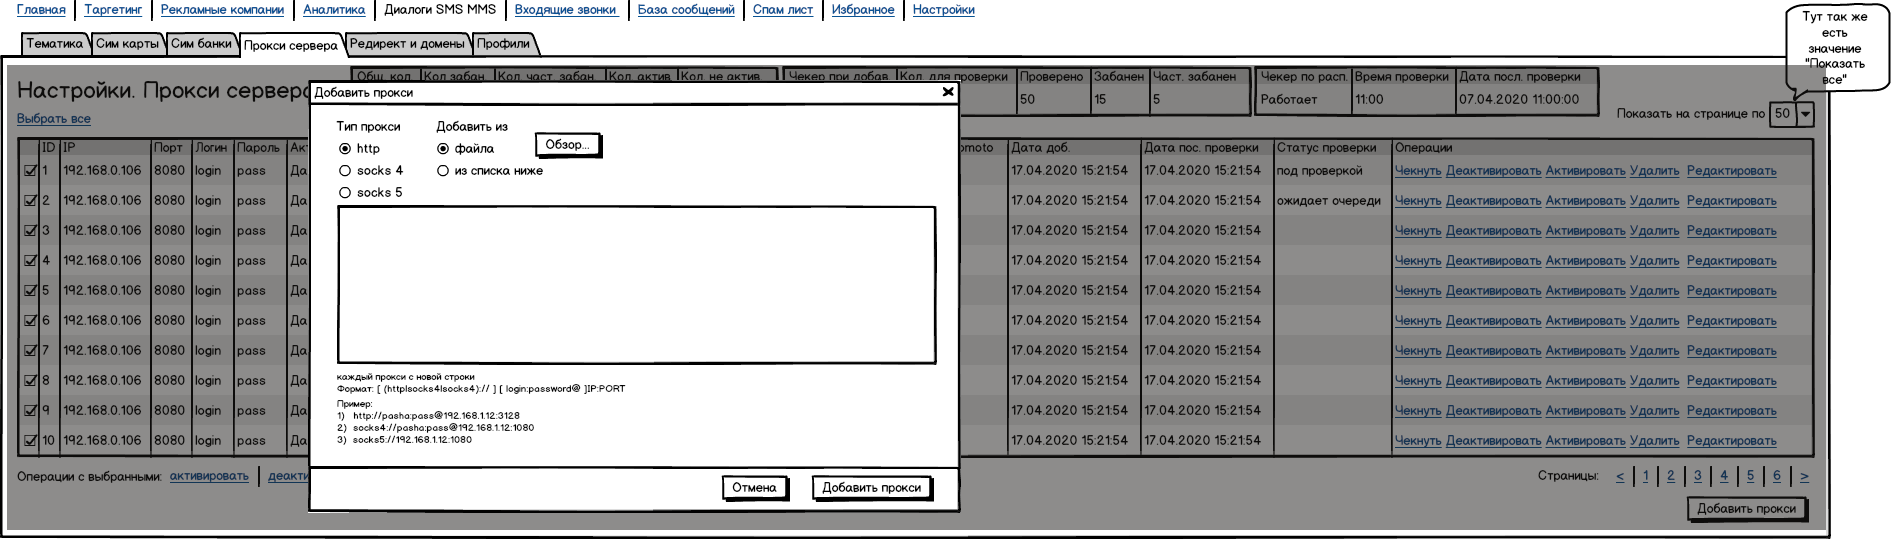 Главная Таргетинг Рекламные компании Аналитика Диалоги SMS MMS Входящие звонки База сообщений Спам лист Избранное Настройки
Тут так же
есть
значение
"Показать
все"
Тематика Сим карты Сим банки Прокси сервера Редирект и домены Профили
Общ. кол. Кол забан. Кол. част. забан. Кол. актив. Кол. не актив. Чекер при добав. Кол. для проверки Проверено Забанен Част. забанен Чекер по расп. Время проверки Дата посл. проверки
50 15 5 Работает 11:00 07.04.2020 11:00:00
Настройки. Прокси сервера
Выбрать все
Показать на странице по 50
Добавить прокси
Тип прокси Добавить из
http файла Обзор...
socks 4 из списка ниже
socks 5
каждый прокси с новой строки
Формат: [ (http|socks4|socks4):// ] [ login:password@ ]IP:PORT
Пример:
1) http://pasha:pass@192.168.1.12:3128
2) socks4://pasha:pass@192.168.1.12:1080
3) socks5://192.168.1.12:1080
Отмена Добавить прокси
ID IP Порт Логин Пароль Дата доб. Дата пос. проверки Статус проверки Операции
1 192.168.0.106 8080 login pass Да 17.04.2020 15:21:54 17.04.2020 15:21:54 под проверкой Чекнуть Деактивировать Активировать Удалить Редактировать
2 192.168.0.106 8080 login pass Да 17.04.2020 15:21:54 17.04.2020 15:21:54 ожидает очереди Чекнуть Деактивировать Активировать Удалить Редактировать
3 192.168.0.106 8080 login pass Да 17.04.2020 15:21:54 17.04.2020 15:21:54 Чекнуть Деактивировать Активировать Удалить Редактировать
4 192.168.0.106 8080 login pass Да 17.04.2020 15:21:54 17.04.2020 15:21:54 Чекнуть Деактивировать Активировать Удалить Редактировать
5 192.168.0.106 8080 login pass Да 17.04.2020 15:21:54 17.04.2020 15:21:54 Чекнуть Деактивировать Активировать Удалить Редактировать
6 192.168.0.106 8080 login pass Да 17.04.2020 15:21:54 17.04.2020 15:21:54 Чекнуть Деактивировать Активировать Удалить Редактировать
7 192.168.0.106 8080 login pass Да 17.04.2020 15:21:54 17.04.2020 15:21:54 Чекнуть Деактивировать Активировать Удалить Редактировать
8 192.168.0.106 8080 login pass Да 17.04.2020 15:21:54 17.04.2020 15:21:54 Чекнуть Деактивировать Активировать Удалить Редактировать
9 192.168.0.106 8080 login pass Да 17.04.2020 15:21:54 17.04.2020 15:21:54 Чекнуть Деактивировать Активировать Удалить Редактировать
10 192.168.0.106 8080 login pass Да 17.04.2020 15:21:54 17.04.2020 15:21:54 Чекнуть Деактивировать Активировать Удалить Редактировать
Операции с выбранными: активировать
Страницы: < 1 2 3 4 5 6 >
Добавить прокси